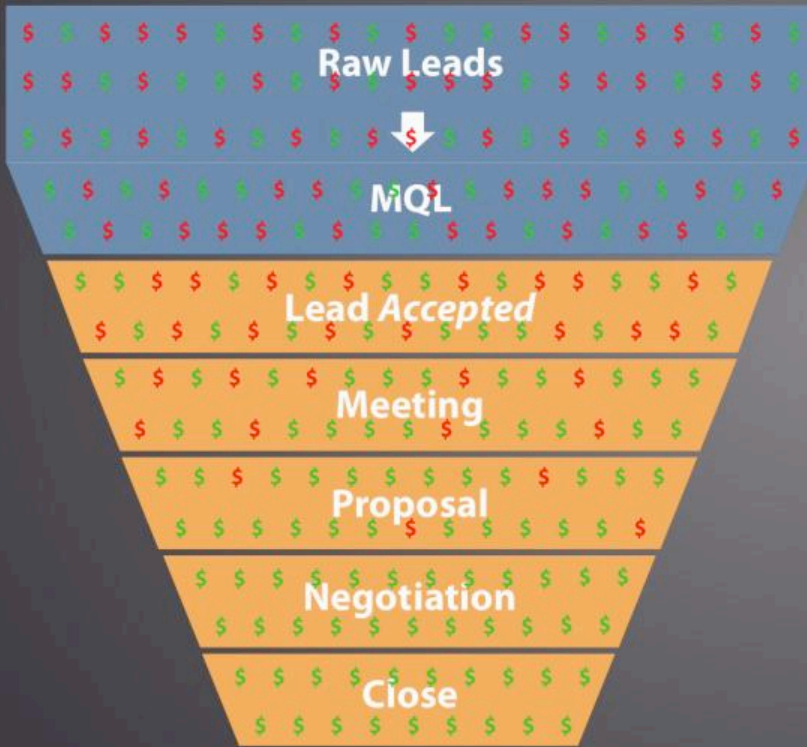 Raw Leads
MQL
Lead Accepted
Meeting
Proposal
Negotiation
Close